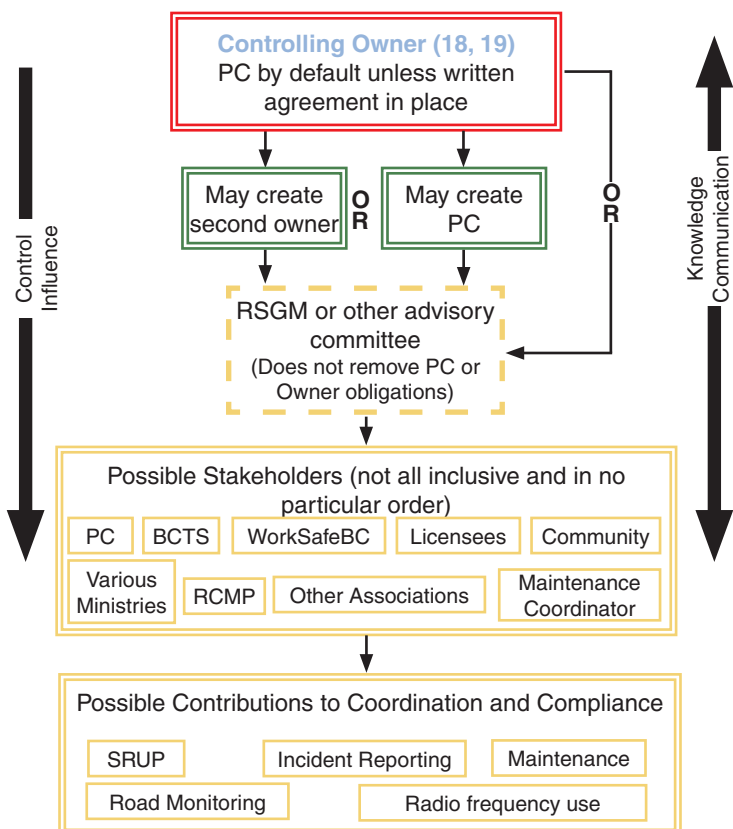 Controlling Owner (18, 19)
PC by default unless written
agreement in place
May create
second owner
OR
May create
PC
OR
RSGM or other advisory
committee
(Does not remove PC or
Owner obligations)
Control
Influence
Knowledge
Communication
Possible Stakeholders (not all inclusive and in no
particular order)
PC
BCTS
WorkSafeBC
Licensees
Community
Various
Ministries
RCMP
Other Associations
Maintenance
Coordinator
Possible Contributions to Coordination and Compliance
SRUP
Incident Reporting
Maintenance
Road Monitoring
Radio frequency use